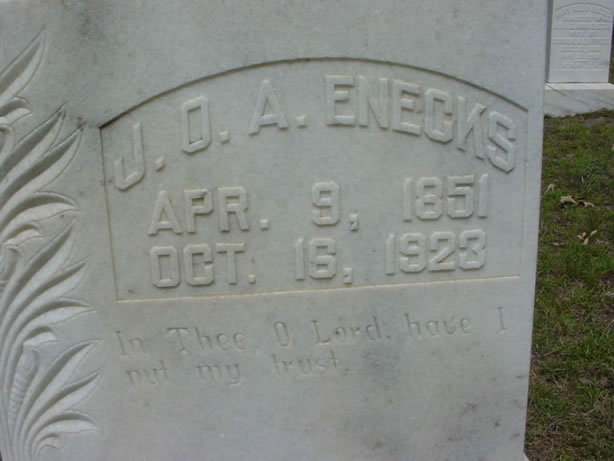 J. O. A. ENECKS
APR. 9, 1851
OCT. 16, 1923
In Thee, O, Lord, have I
put my trust.